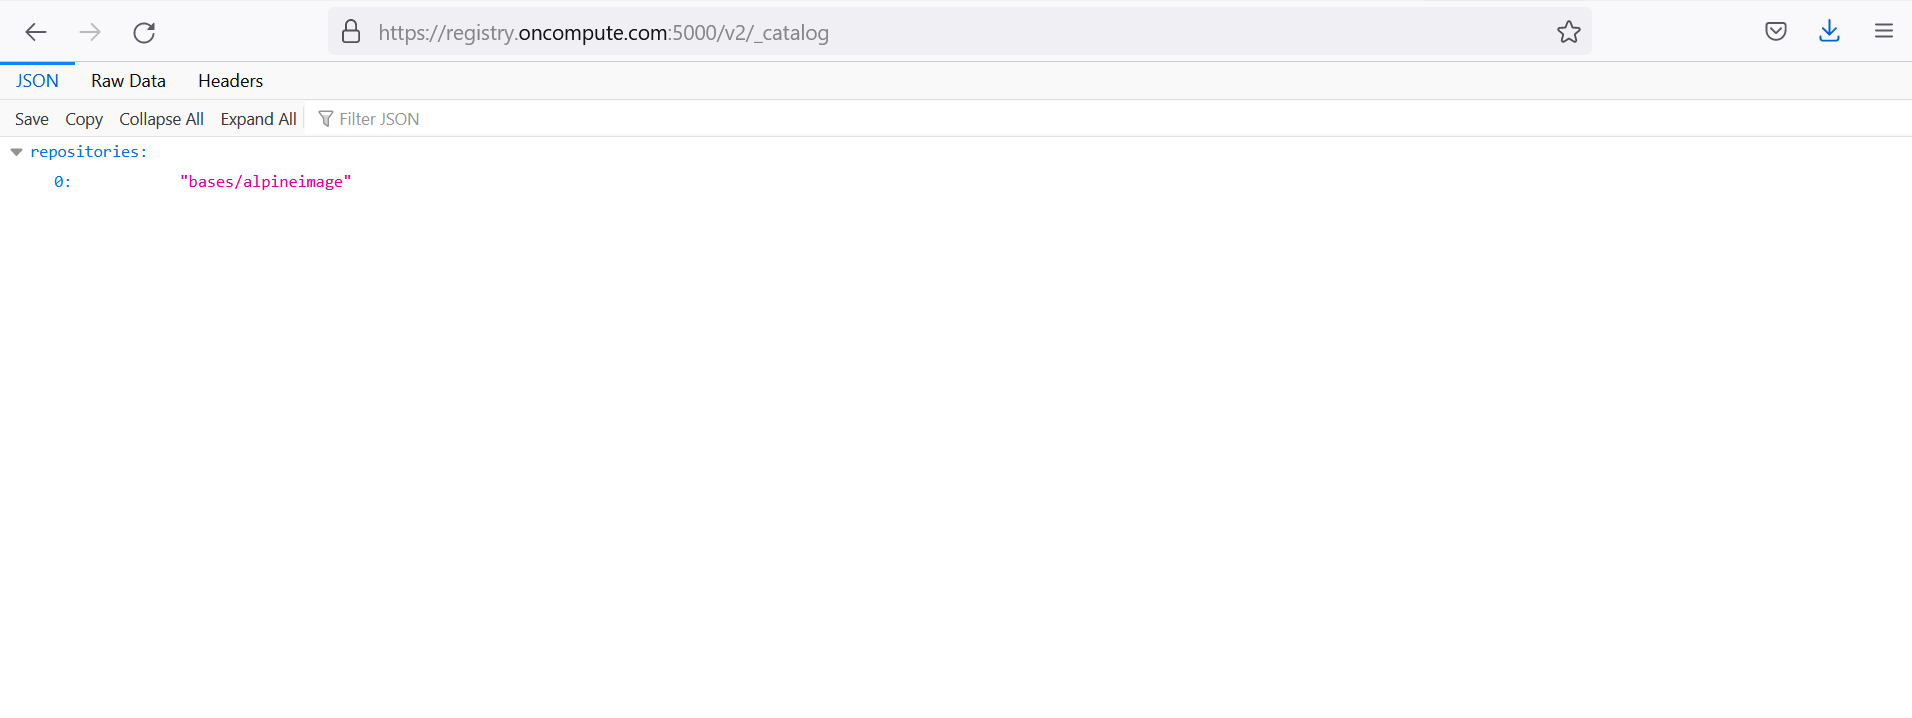 https://registry.oncompute.com:5000/v2/_catalog
JSON Raw Data Headers
Save Copy Collapse All Expand All Filter JSON
repositories:
0: "bases/alpineimage"